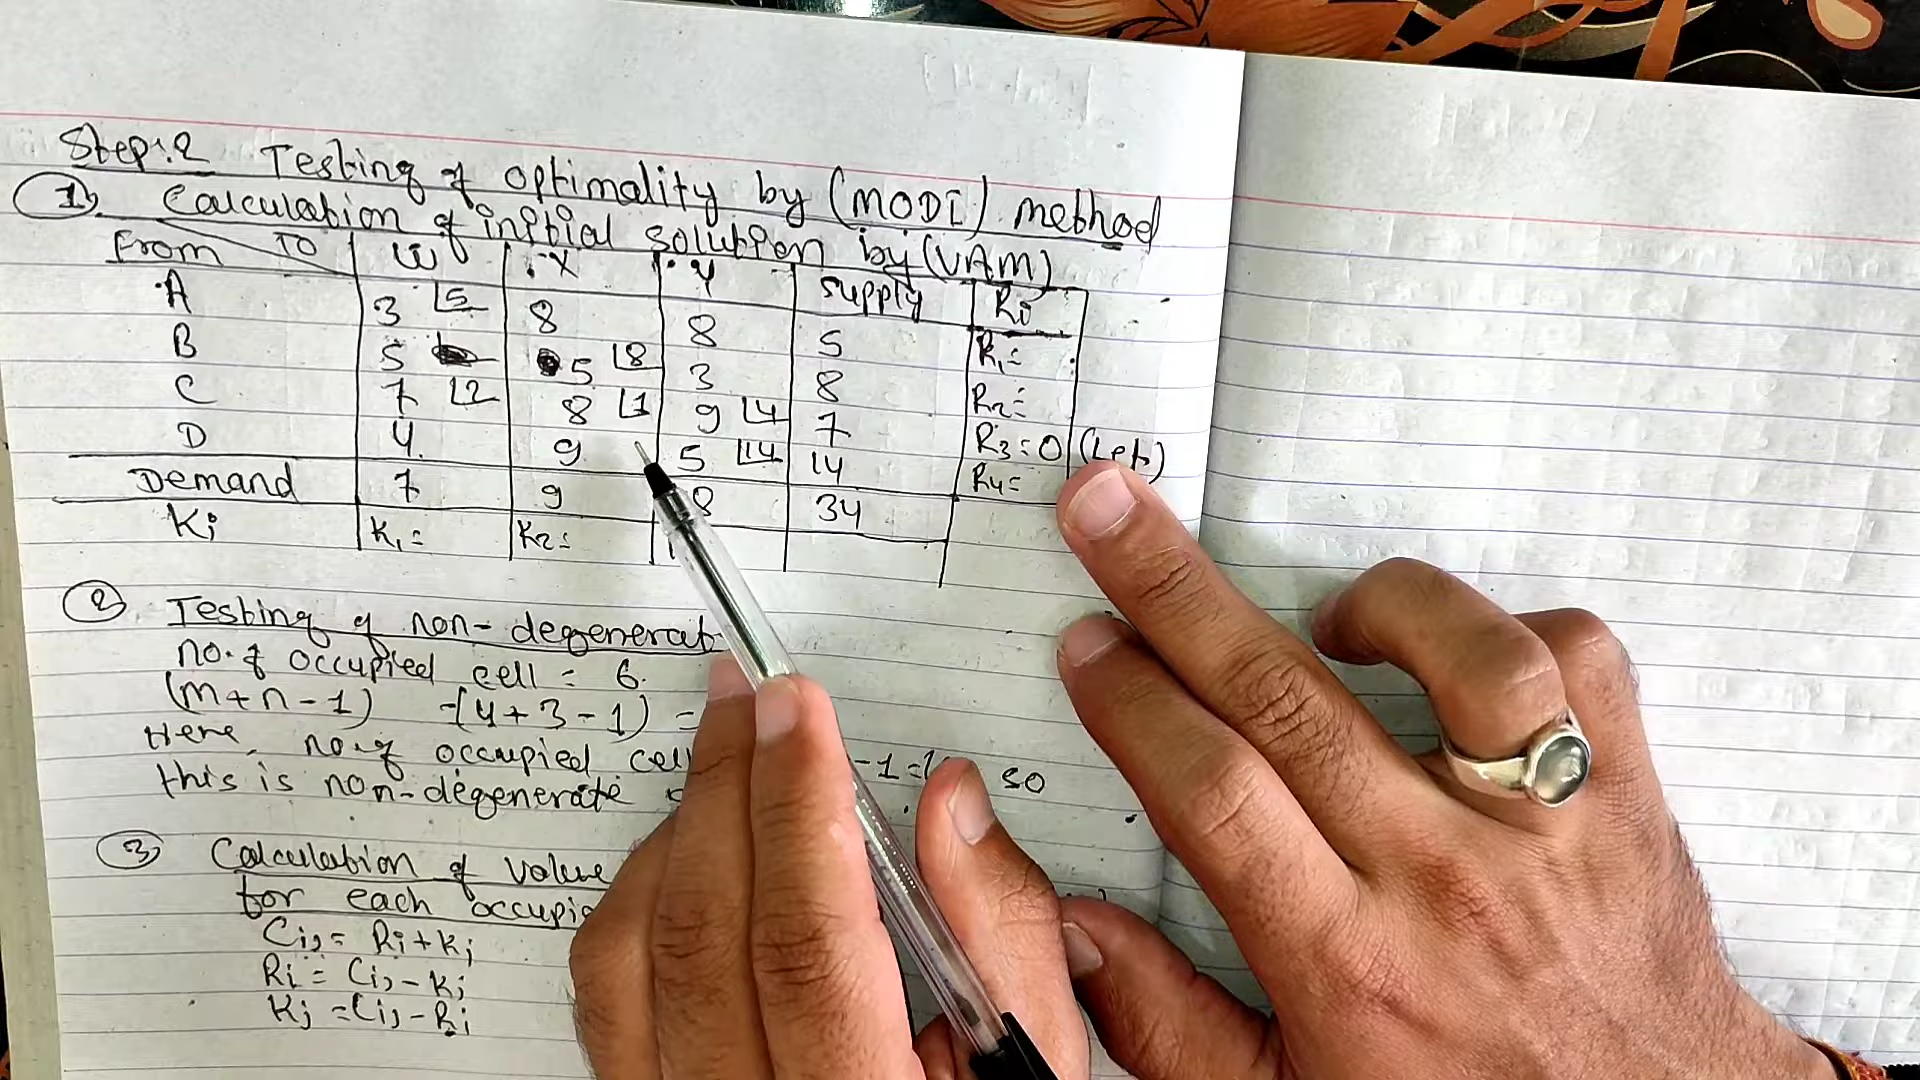 Step:2 Testing of optimality by (MODI) method
1) Calculation of initial solution by (VAM)
From To W X Y Supply Ri
A 3 5 8 8 5 R1=
B 5 5 8 3 8 R2=
C 7 2 8 1 9 4 7 R3=0 (Let)
D 4 9 5 14 14 R4=
Demand 7 9 8 34
Kj K1= K2=
2 Testing of non-degenerat
no. of occupied cell = 6.
(m+n-1) -(4+3-1) =
Here, no. of occupied cell -1= so
this is non-degenerate
3 Calculation of value
for each occupie
Cij= Ri+Kj
Ri = Cij-Kj
Kj =Cij-Ri